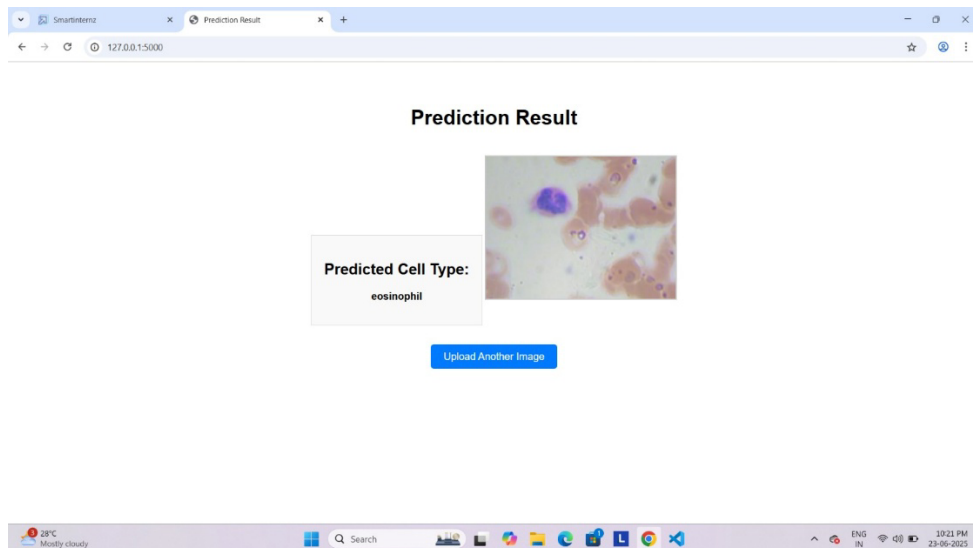 Smartinternz
Prediction Result
127.0.0.1:5000
Prediction Result
Predicted Cell Type:
eosinophil
Upload Another Image
3
28°C
Mostly cloudy
Search
L
ENG
IN
10:21 PM
23-06-2025